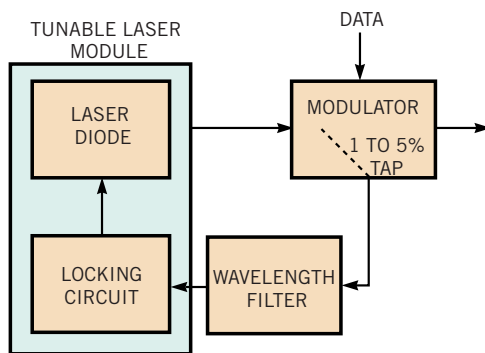 TUNABLE LASER
MODULE
LASER
DIODE
LOCKING
CIRCUIT
DATA
MODULATOR
1 TO 5%
TAP
WAVELENGTH
FILTER